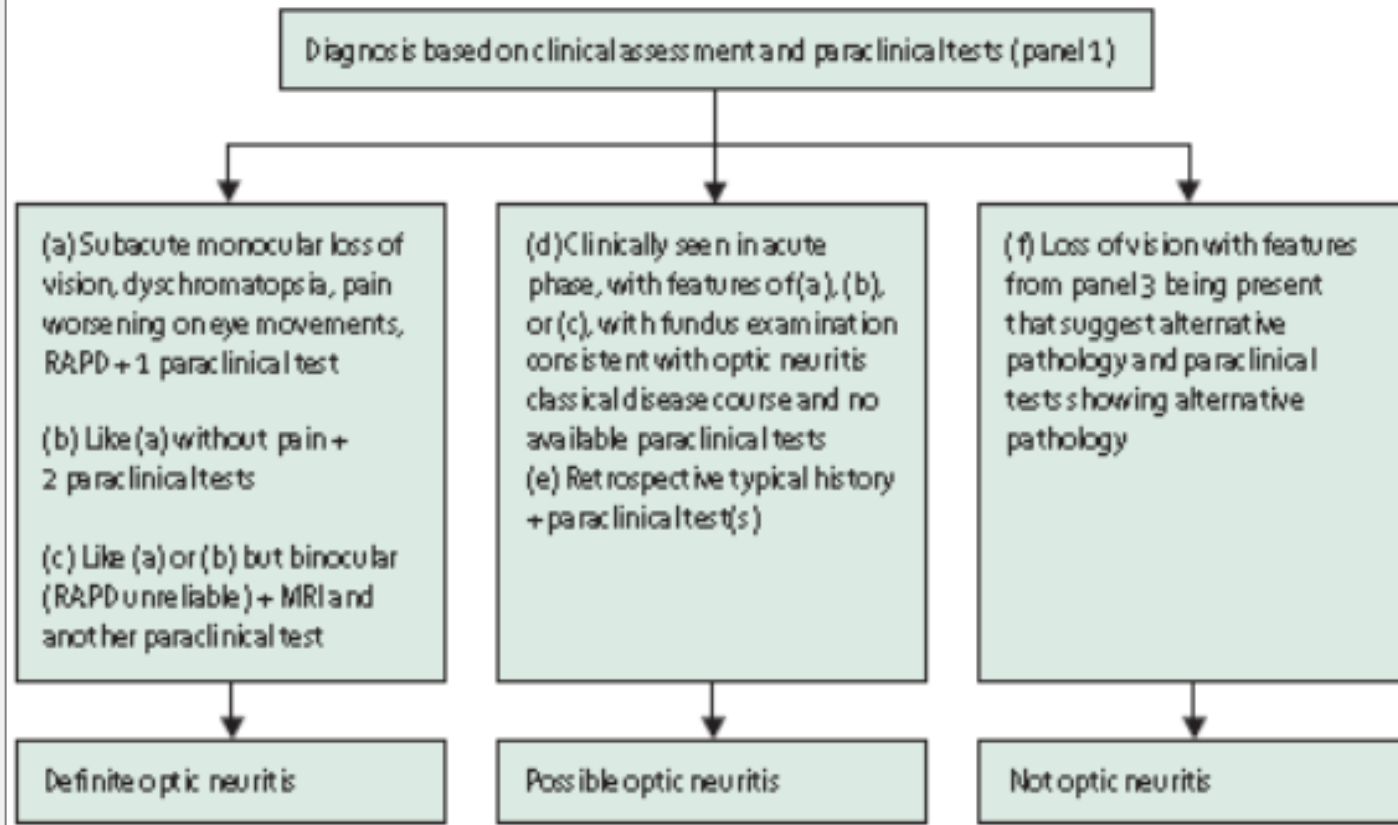 Diagnosis based on clinical assessment and paraclinical tests (panel 1)
(a) Subacute monocular loss of
vision, dyschromatopsia, pain
worsening on eye movements,
RAPD + 1 paraclinical test
(b) Like (a) without pain +
2 paraclinical tests
(c) Like (a) or (b) but binocular
(RAPD unreliable) + MRI and
another paraclinical test
(d) Clinically seen in acute
phase, with features of (a), (b),
or (c), with fundus examination
consistent with optic neuritis
classical disease course and no
available paraclinical tests
(e) Retrospective typical history
+ paraclinical test(s)
(f) Loss of vision with features
from panel 3 being present
that suggest alternative
pathology and paraclinical
tests showing alternative
pathology
Definite optic neuritis
Possible optic neuritis
Not optic neuritis